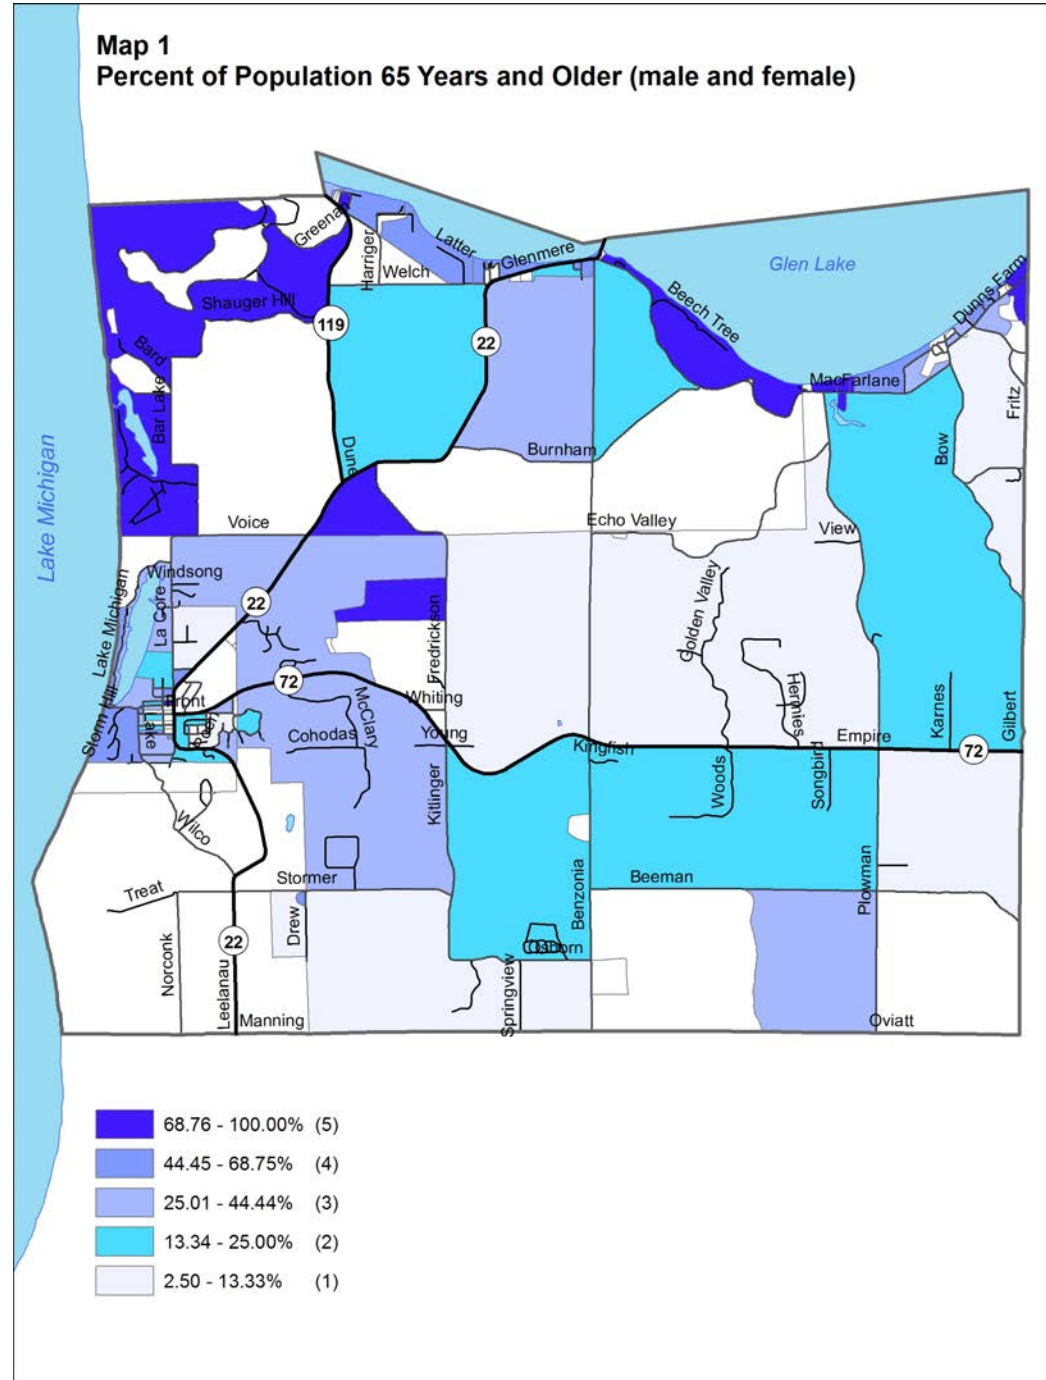 Map 1
Percent of Population 65 Years and Older (male and female)
Greenan
Harriger
Latter
Glenmere
Welch
Glen Lake
Dunns Farm
Shauger Hill
119
22
Beech Tree
Bard
MacFarlane
Bar Lake
Fritz
Dune
Burnham
Bow
Lake Michigan
Voice
Echo Valley
View
Windsong
Lake Michigan
La Core
22
Fredrickson
Golden Valley
72
Whiting
McClary
Hermies
Karnes
Gilbert
Front
Storm Hill
Lake
Cohodas
Young
Kingfish
Empire
72
Kitlinger
Woods
Songbird
Wilco
Stormer
Beeman
Treat
Benzonia
Plowman
Drew
22
Osborn
Norconk
Leelanau
Manning
Springview
Oviatt
68.76 - 100.00% (5)
44.45 - 68.75% (4)
25.01 - 44.44% (3)
13.34 - 25.00% (2)
2.50 - 13.33% (1)